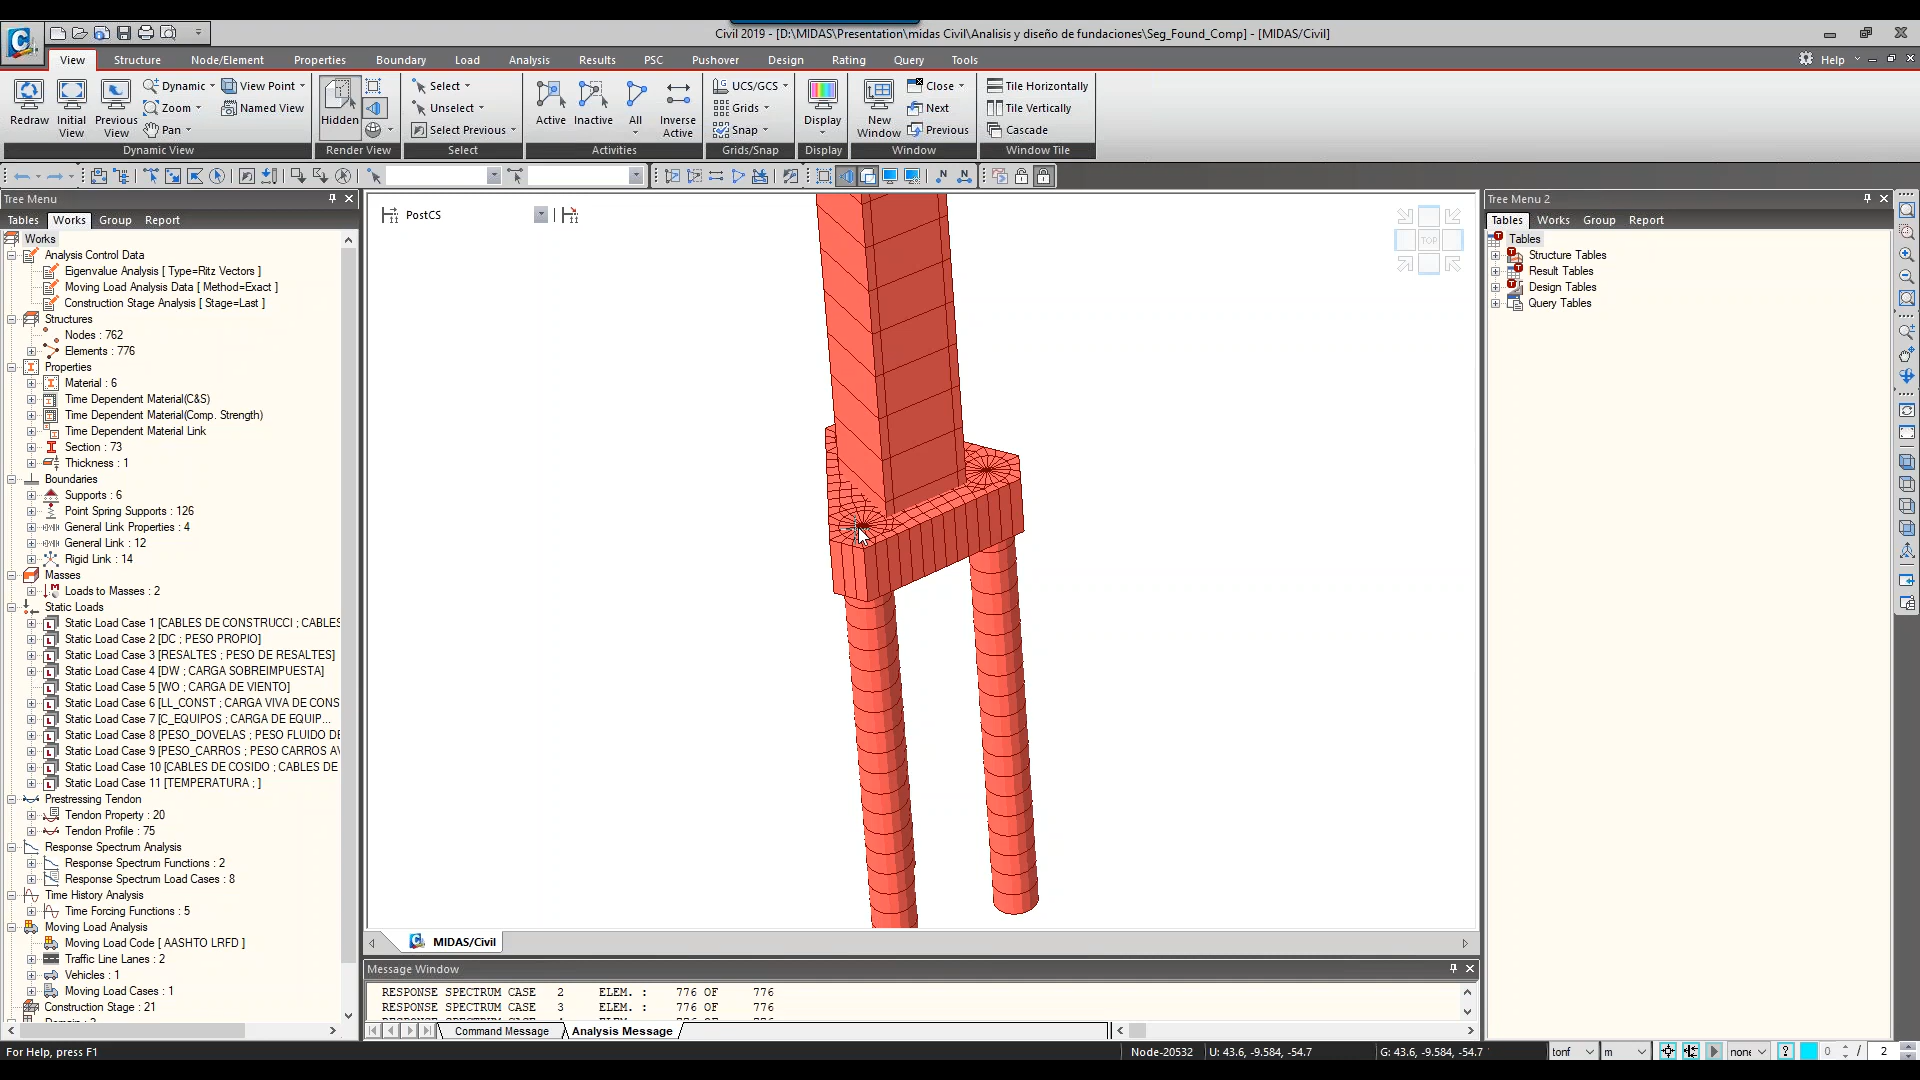 Civil 2019 - [D:\MIDAS\Presentation\midas Civil\Analisis y diseño de fundaciones\Seg_Found_Comp] - [MIDAS/Civil]
View Structure Node/Element Properties Boundary Load Analysis Results PSC Pushover Design Rating Query Tools Help
Redraw
Initial View
Previous View
Dynamic
Zoom
Pan
View Point
Named View
Dynamic View
Hidden
Render View
Select
Unselect
Select Previous
Select
Active
Inactive
All
Inverse Active
Activities
UCS/GCS
Grids
Snap
Grids/Snap
Display
Display
New Window
Close
Next
Previous
Window
Tile Horizontally
Tile Vertically
Cascade
Window Tile
Tree Menu
Tables Works Group Report
Works
Analysis Control Data
Eigenvalue Analysis [ Type=Ritz Vectors ]
Moving Load Analysis Data [ Method=Exact ]
Construction Stage Analysis [ Stage=Last ]
Structures
Nodes : 762
Elements : 776
Properties
Material : 6
Time Dependent Material(C&S)
Time Dependent Material(Comp. Strength)
Time Dependent Material Link
Section : 73
Thickness : 1
Boundaries
Supports : 6
Point Spring Supports : 126
General Link Properties : 4
General Link : 12
Rigid Link : 14
Masses
Loads to Masses : 2
Static Loads
Static Load Case 1 [CABLES DE CONSTRUCCI ; CABLES
Static Load Case 2 [DC ; PESO PROPIO]
Static Load Case 3 [RESALTES ; PESO DE RESALTES]
Static Load Case 4 [DW ; CARGA SOBREIMPUESTA]
Static Load Case 5 [WO ; CARGA DE VIENTO]
Static Load Case 6 [LL_CONST ; CARGA VIVA DE CONS
Static Load Case 7 [C_EQUIPOS ; CARGA DE EQUIP...
Static Load Case 8 [PESO_DOVELAS ; PESO FLUIDO DE
Static Load Case 9 [PESO_CARROS ; PESO CARROS AV
Static Load Case 10 [CABLES DE COSIDO ; CABLES DE
Static Load Case 11 [TEMPERATURA ; ]
Prestressing Tendon
Tendon Property : 20
Tendon Profile : 75
Response Spectrum Analysis
Response Spectrum Functions : 2
Response Spectrum Load Cases : 8
Time History Analysis
Time Forcing Functions : 5
Moving Load Analysis
Moving Load Code [ AASHTO LRFD ]
Traffic Line Lanes : 2
Vehicles : 1
Moving Load Cases : 1
Construction Stage : 21
PostCS
TOP
MIDAS/Civil
Message Window
RESPONSE SPECTRUM CASE 2 ELEM. : 776 OF 776
RESPONSE SPECTRUM CASE 3 ELEM. : 776 OF 776
Command Message Analysis Message
Tree Menu 2
Tables Works Group Report
Tables
Structure Tables
Result Tables
Design Tables
Query Tables
For Help, press F1
Node-20532
U: 43.6, -9.584, -54.7
G: 43.6, -9.584, -54.7
tonf
m
none
0 / 2